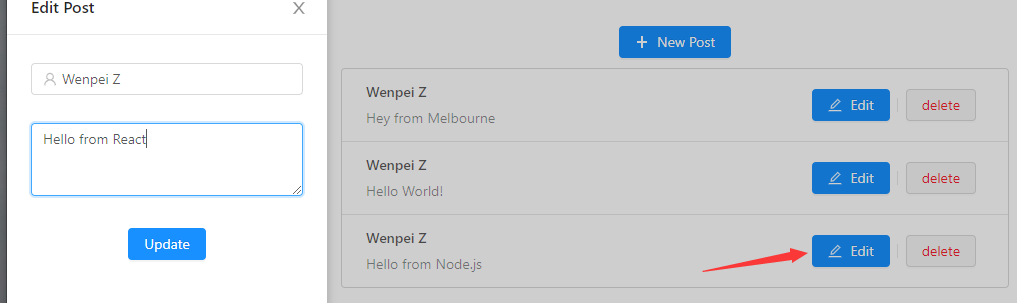 Edit Post
Wenpei Z
Hello from React
Update
New Post
Wenpei Z
Hey from Melbourne
Edit
delete
Wenpei Z
Hello World!
Edit
delete
Wenpei Z
Hello from Node.js
Edit
delete